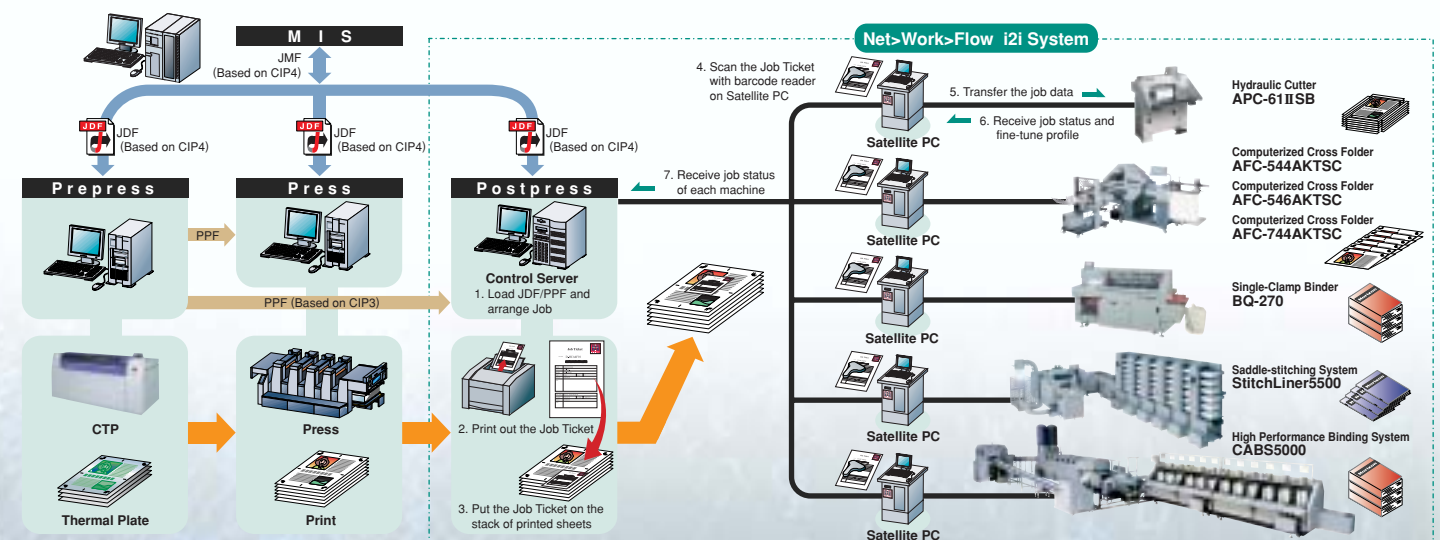 Net>Work>Flow i2i System
M I S
JMF
(Based on CIP4)
JDF
JDF
(Based on CIP4)
JDF
JDF
(Based on CIP4)
JDF
JDF
(Based on CIP4)
Prepress
Press
Postpress
PPF
PPF (Based on CIP3)
Control Server
1. Load JDF/PPF and
arrange Job
CTP
Press
2. Print out the Job Ticket
Thermal Plate
Print
3. Put the Job Ticket on the
stack of printed sheets
4. Scan the Job Ticket
with barcode reader
on Satellite PC
5. Transfer the job data
6. Receive job status and
fine-tune profile
7. Receive job status
of each machine
Satellite PC
Satellite PC
Satellite PC
Satellite PC
Satellite PC
Hydraulic Cutter
APC-61IISB
Computerized Cross Folder
AFC-544AKTSC
Computerized Cross Folder
AFC-546AKTSC
Computerized Cross Folder
AFC-744AKTSC
Single-Clamp Binder
BQ-270
Saddle-stitching System
StitchLiner5500
High Performance Binding System
CABS5000